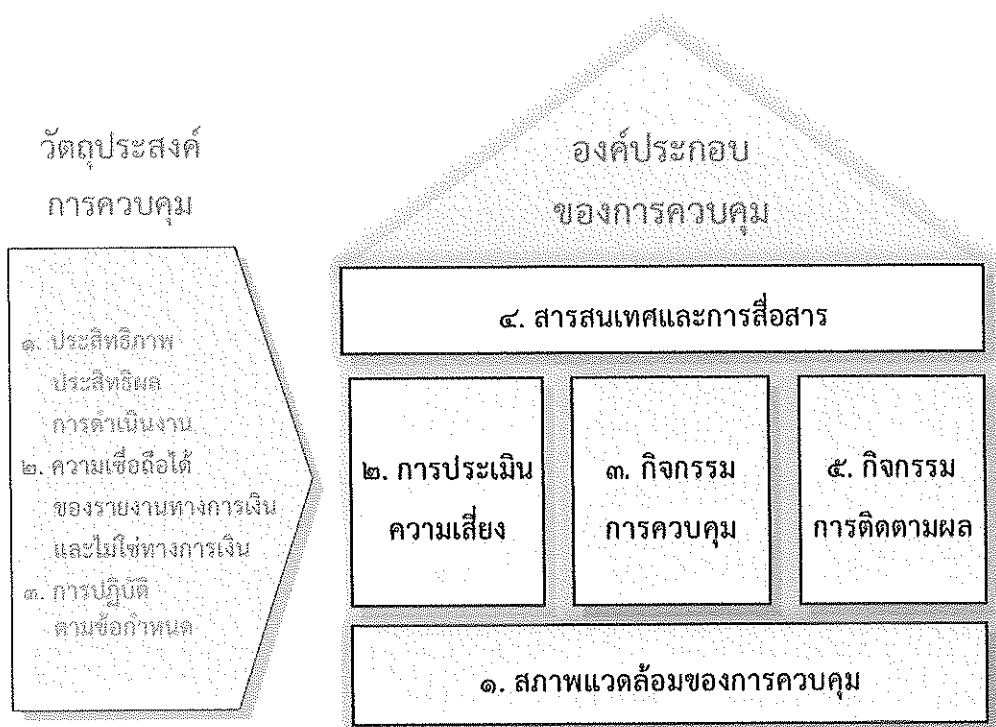 วัตถุประสงค์
การควบคุม
๑. ประสิทธิภาพ
ประสิทธิผล
การดำเนินงาน
๒. ความเชื่อถือได้
ของรายงานทางการเงิน
และไม่ใช่ทางการเงิน
๓. การปฏิบัติ
ตามข้อกำหนด
องค์ประกอบ
ของการควบคุม
๔. สารสนเทศและการสื่อสาร
๒. การประเมิน
ความเสี่ยง
๓. กิจกรรม
การควบคุม
๕. กิจกรรม
การติดตามผล
๑. สภาพแวดล้อมของการควบคุม